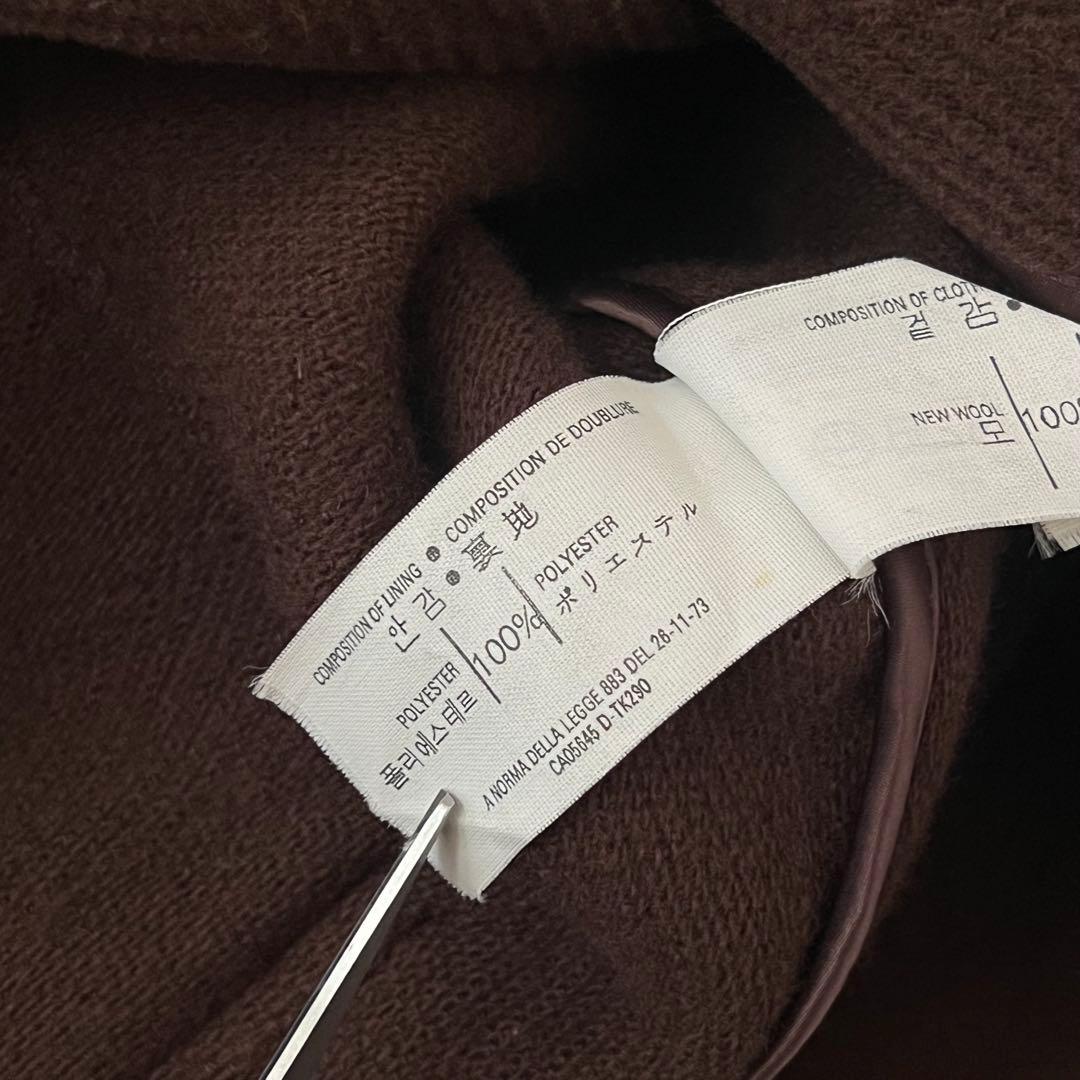 COMPOSITION OF LINING ● COMPOSITION DE DOUBLURE
안 감 ● 裏 地
POLYESTER 100% POLYESTER
폴리에스테르 ポリエステル
A NORMA DELLA LEGGE 883 DEL 26-11-73
CA05645 D-TK290
COMPOSITION OF
겉 감 ●
NEW WOOL 100
모